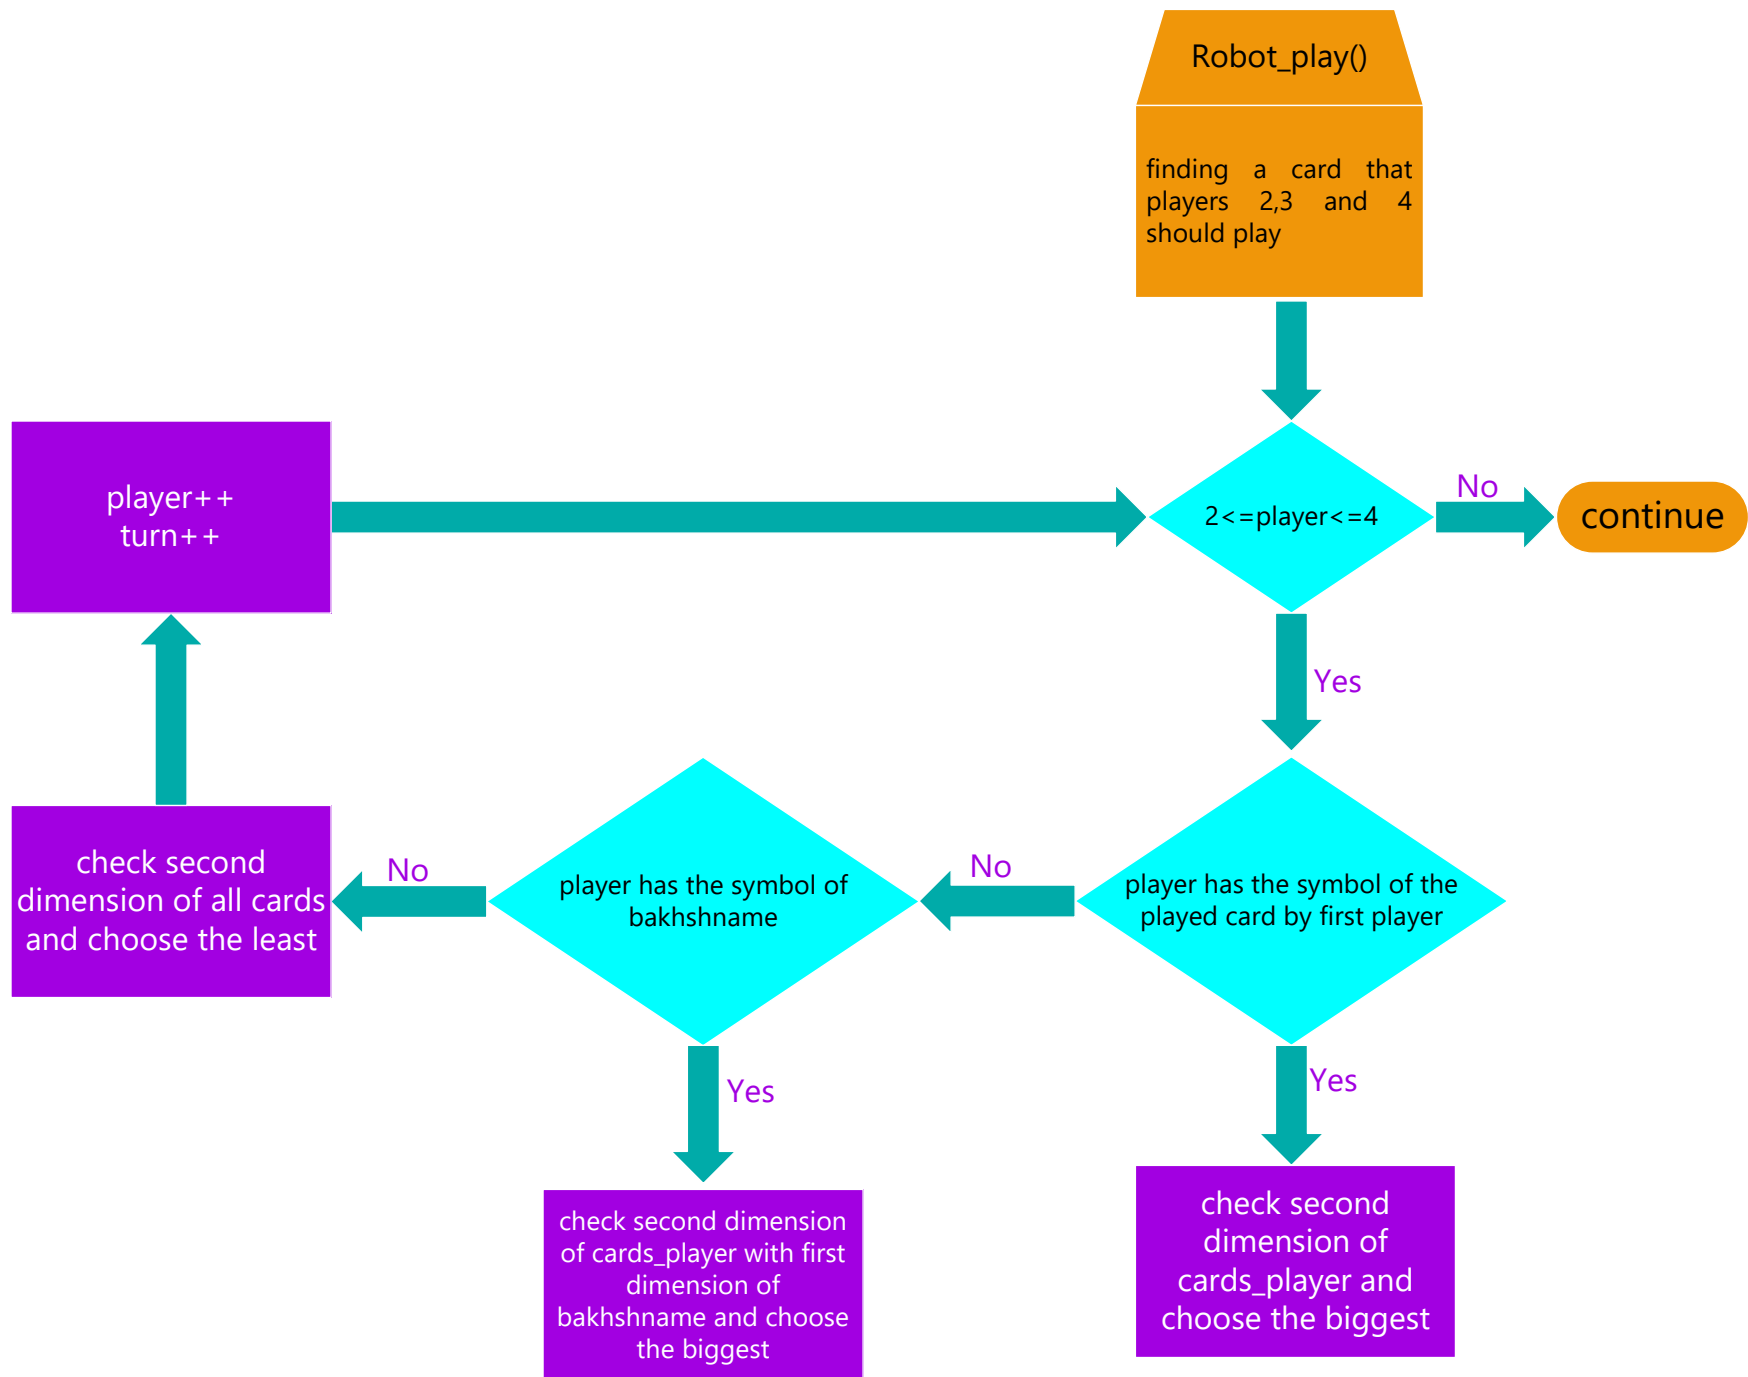 Robot_play()
finding a card that
players 2,3 and 4
should play
player++
turn++
2<=player<=4
No
continue
Yes
check second
dimension of all cards
and choose the least
No
player has the symbol of
bakhshname
No
player has the symbol of the
played card by first player
Yes
Yes
check second dimension
of cards_player with first
dimension of
bakhshname and choose
the biggest
check second
dimension of
cards_player and
choose the biggest